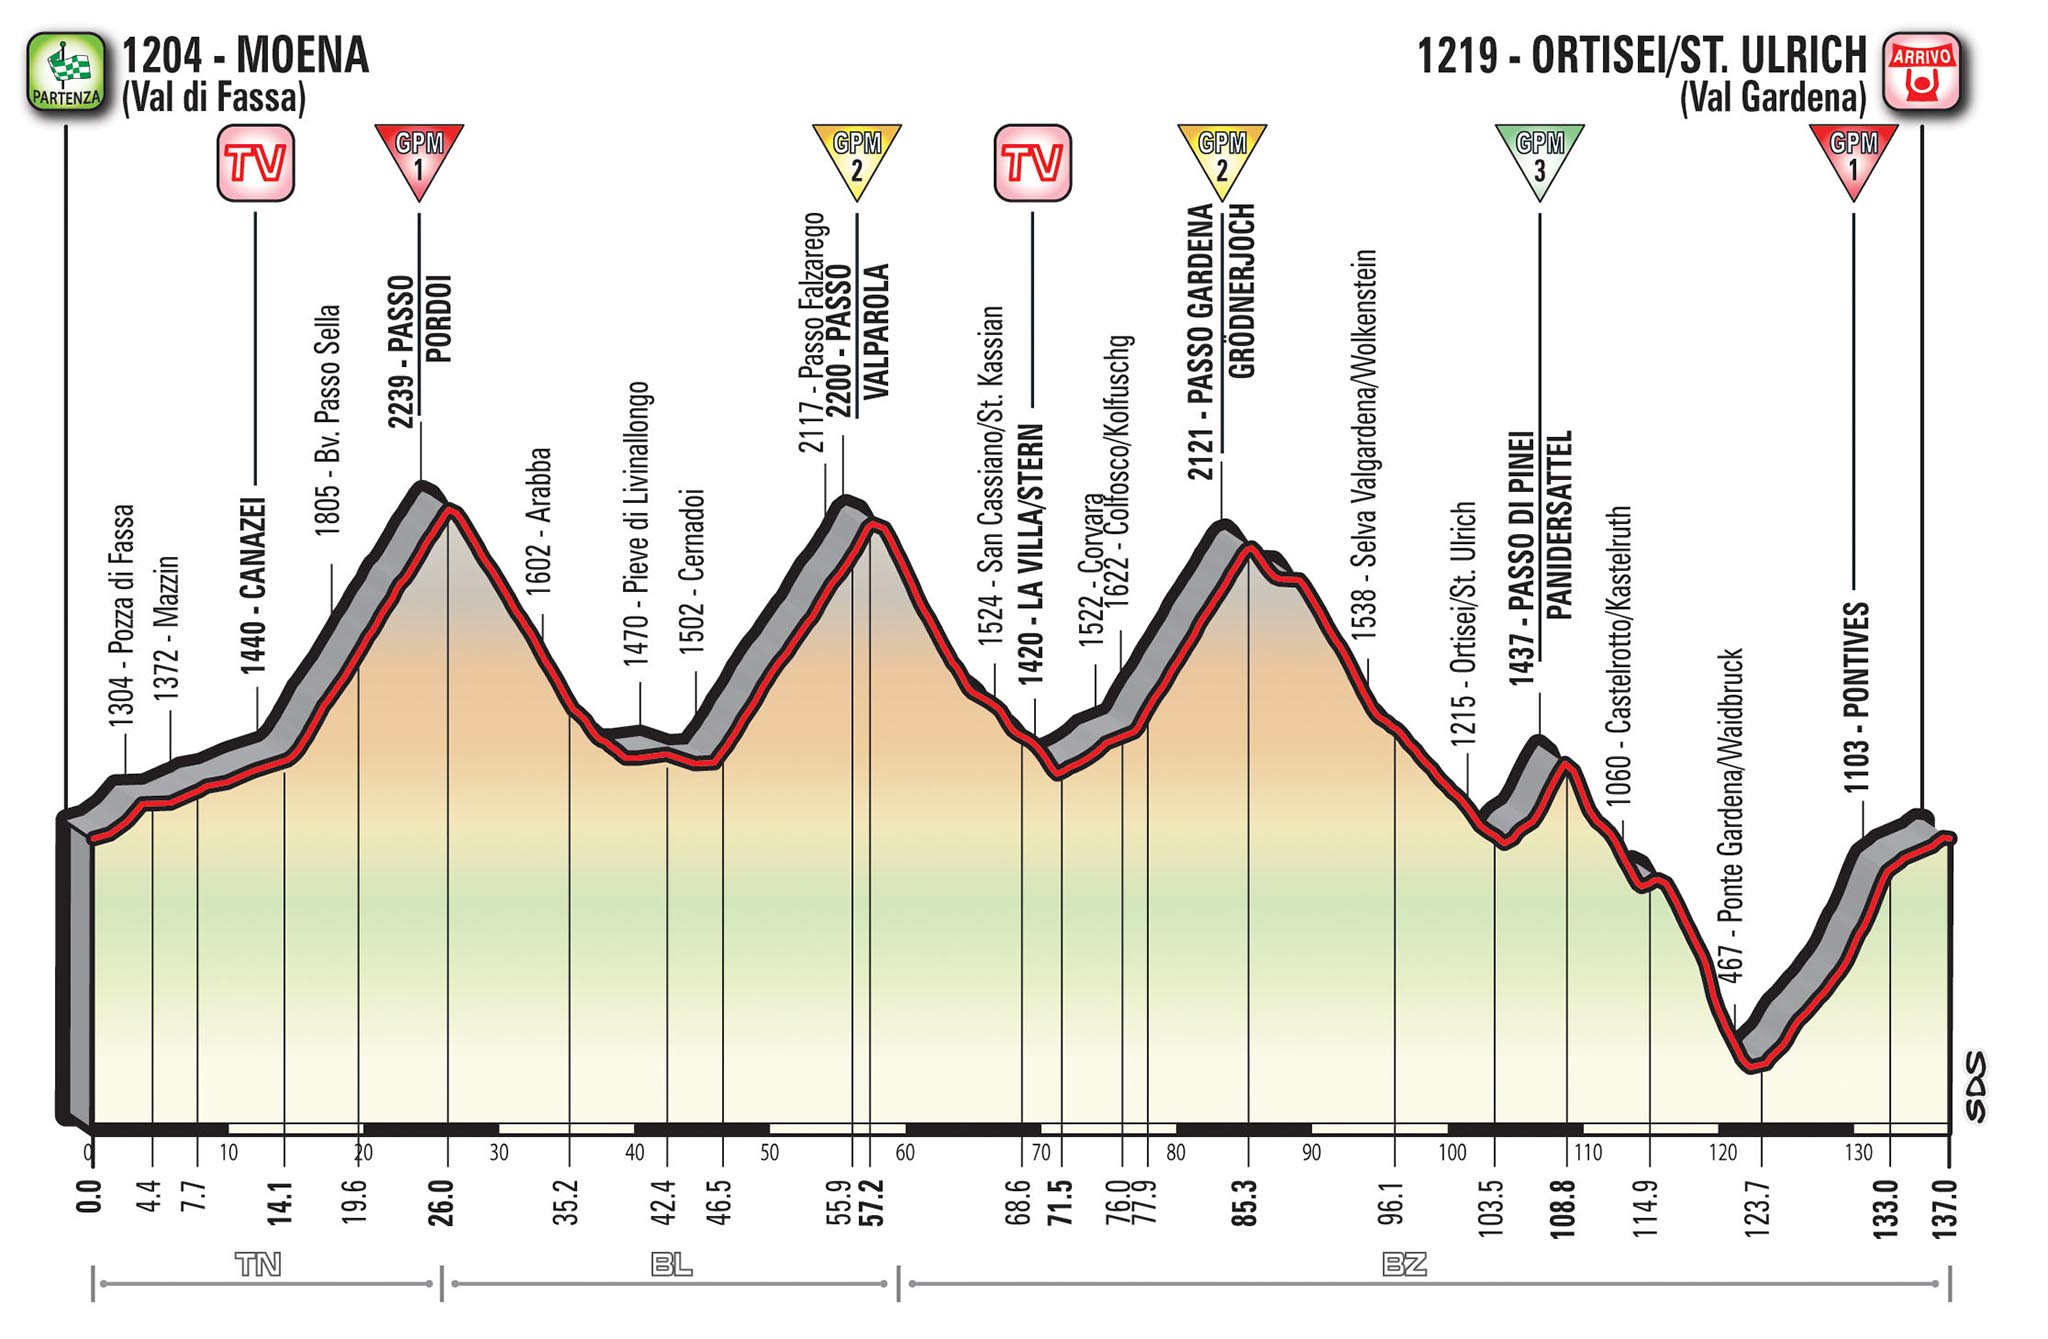 1204 - MOENA
(Val di Fassa)
PARTENZA
1219 - ORTISEI/ST. ULRICH
(Val Gardena)
ARRIVO
TV
GPM
1
GPM
2
TV
GPM
2
GPM
3
GPM
1
1304 - Pozza di Fassa
1372 - Mazzin
1440 - CANAZEI
1805 - Bv. Passo Sella
2239 - PASSO
PORDOI
1602 - Arabba
1470 - Pieve di Livinallongo
1502 - Cernadoi
2117 - Passo Falzarego
2200 - PASSO
VALPAROLA
1524 - San Cassiano/St. Kassian
1420 - LA VILLA/STERN
1522 - Corvara
1622 - Colfosco/Kolfuschg
2121 - PASSO GARDENA
GRÖDNERJOCH
1538 - Selva Valgardena/Wolkenstein
1215 - Ortisei/St. Ulrich
1437 - PASSO DI PINEI
PANIDERSATTEL
1060 - Castelrotto/Kastelruth
467 - Ponte Gardena/Waidbruck
1103 - PONTIVES
SDS
0 10 20 30 40 50 60 70 80 90 100 110 120 130
0.0 4.4 7.7 14.1 19.6 26.0 35.2 42.4 46.5 55.9 57.2 68.6 71.5 76.0 77.9 85.3 96.1 103.5 108.8 114.9 123.7 133.0 137.0
TN BL BZ